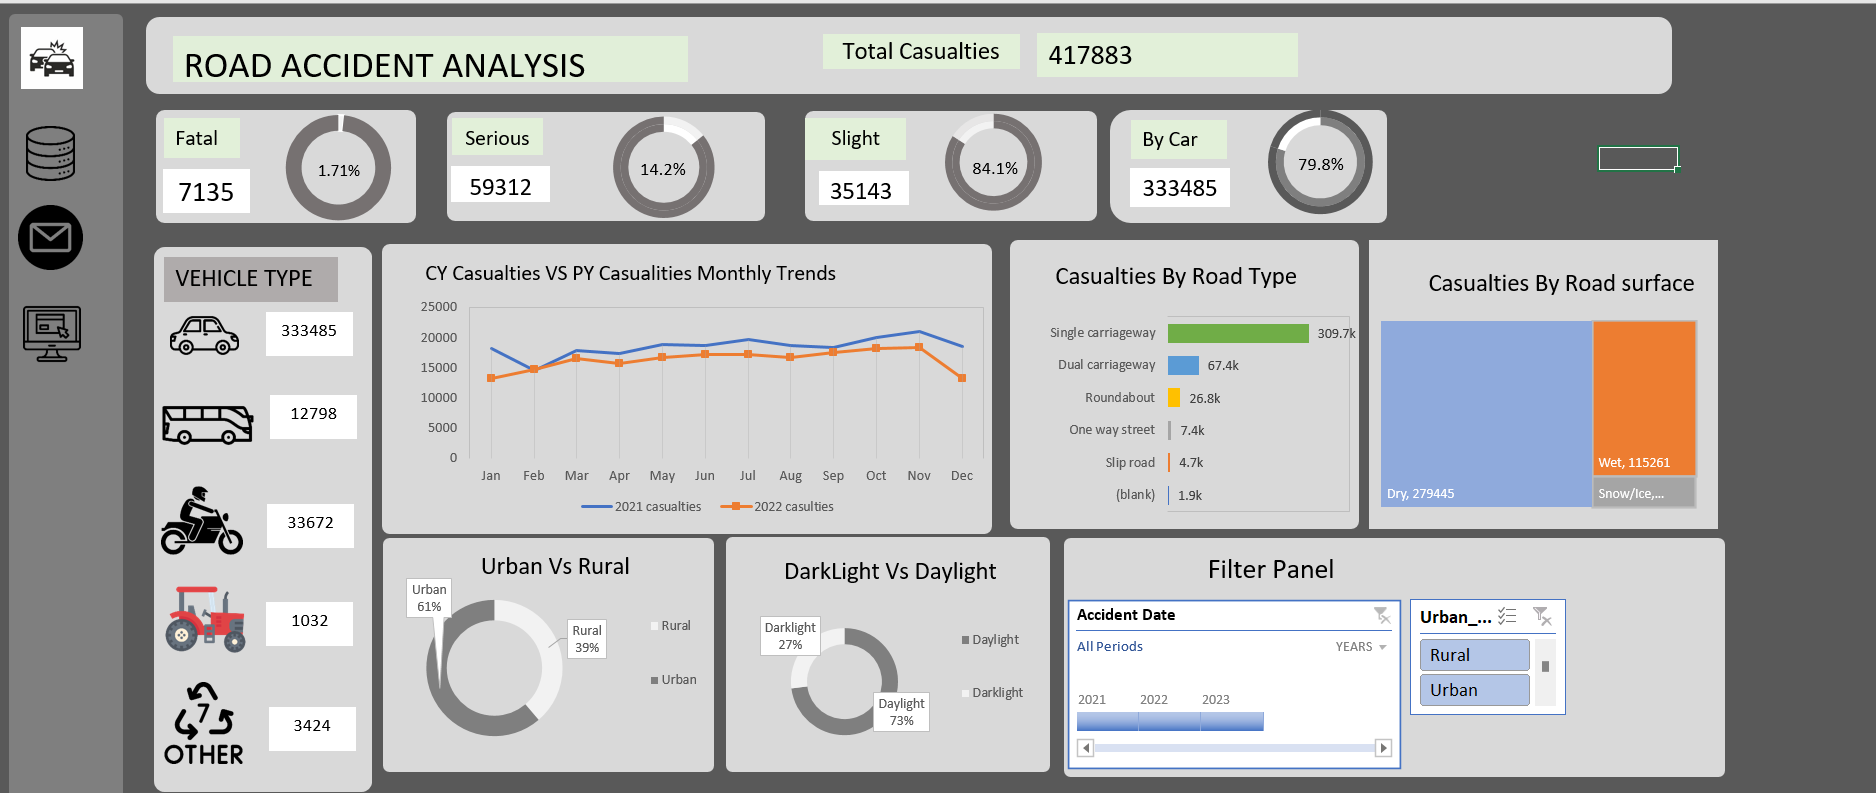 ROAD ACCIDENT ANALYSIS
Total Casualties
417883
Fatal
7135
1.71%
Serious
59312
14.2%
Slight
35143
84.1%
By Car
333485
79.8%
VEHICLE TYPE
333485
12798
33672
1032
7
OTHER
3424
CY Casualties VS PY Casualities Monthly Trends
25000
20000
15000
10000
5000
0
Jan Feb Mar Apr May Jun Jul Aug Sep Oct Nov Dec
2021 casualties 2022 casulties
Casualties By Road Type
Single carriageway 309.7k
Dual carriageway 67.4k
Roundabout 26.8k
One way street 7.4k
Slip road 4.7k
(blank) 1.9k
Casualties By Road surface
Dry, 279445
Wet, 115261
Snow/Ice,...
Urban Vs Rural
Urban
61%
Rural
39%
Rural
Urban
DarkLight Vs Daylight
Darklight
27%
Daylight
73%
Daylight
Darklight
Filter Panel
Accident Date
All Periods YEARS
2021 2022 2023
Urban_...
Rural
Urban